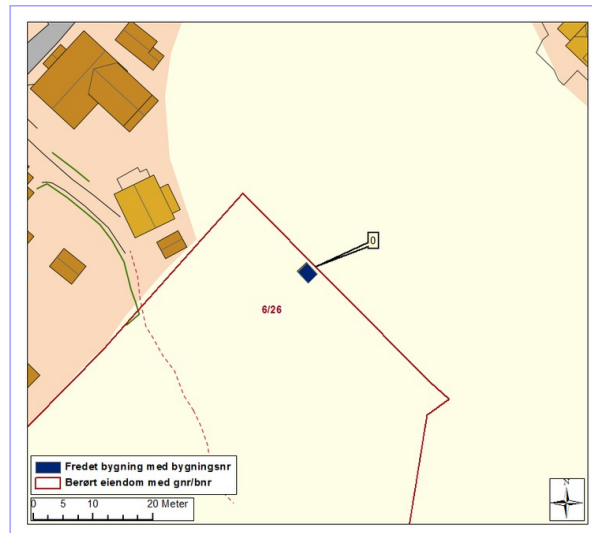 0
6/26
Fredet bygning med bygningsnr
Berørt eiendom med gnr/bnr
0 5 10 20 Meter
N